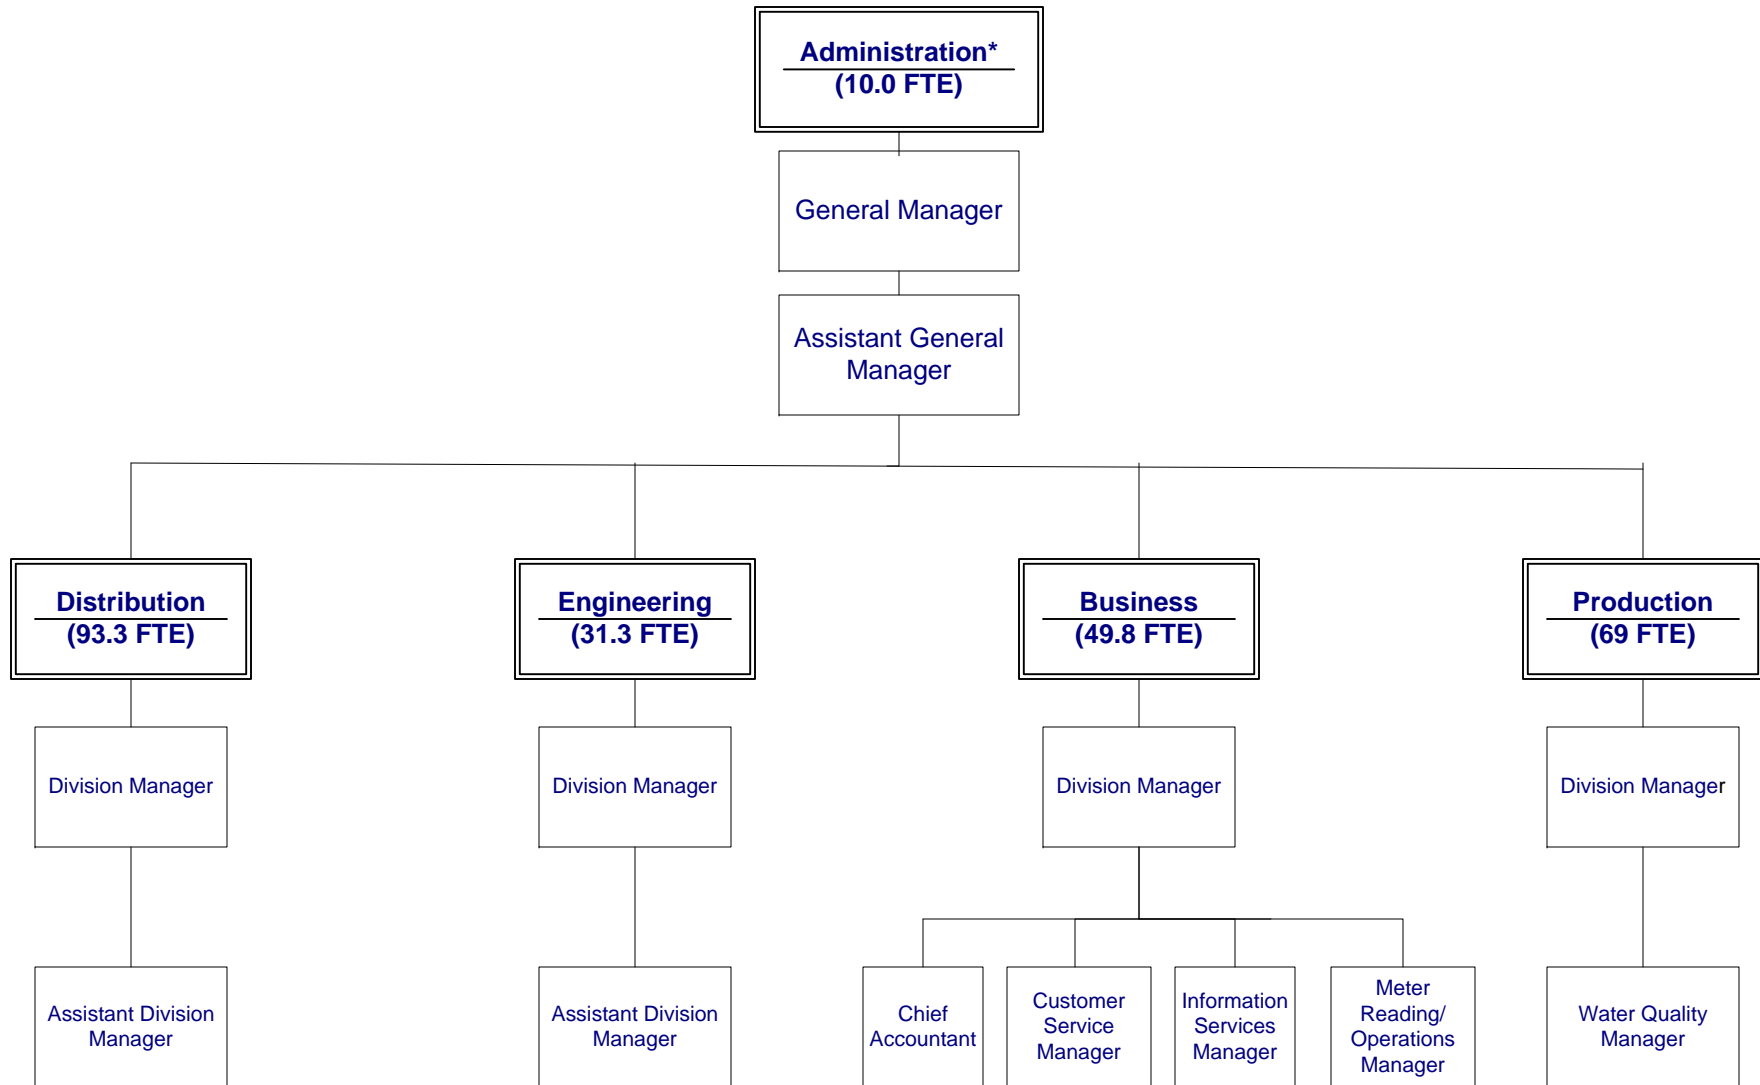 Administration*
(10.0 FTE)
General Manager
Assistant General
Manager
Distribution
(93.3 FTE)
Engineering
(31.3 FTE)
Business
(49.8 FTE)
Production
(69 FTE)
Division Manager
Division Manager
Division Manager
Division Manager
Assistant Division
Manager
Assistant Division
Manager
Chief
Accountant
Customer
Service
Manager
Information
Services
Manager
Meter
Reading/
Operations
Manager
Water Quality
Manager